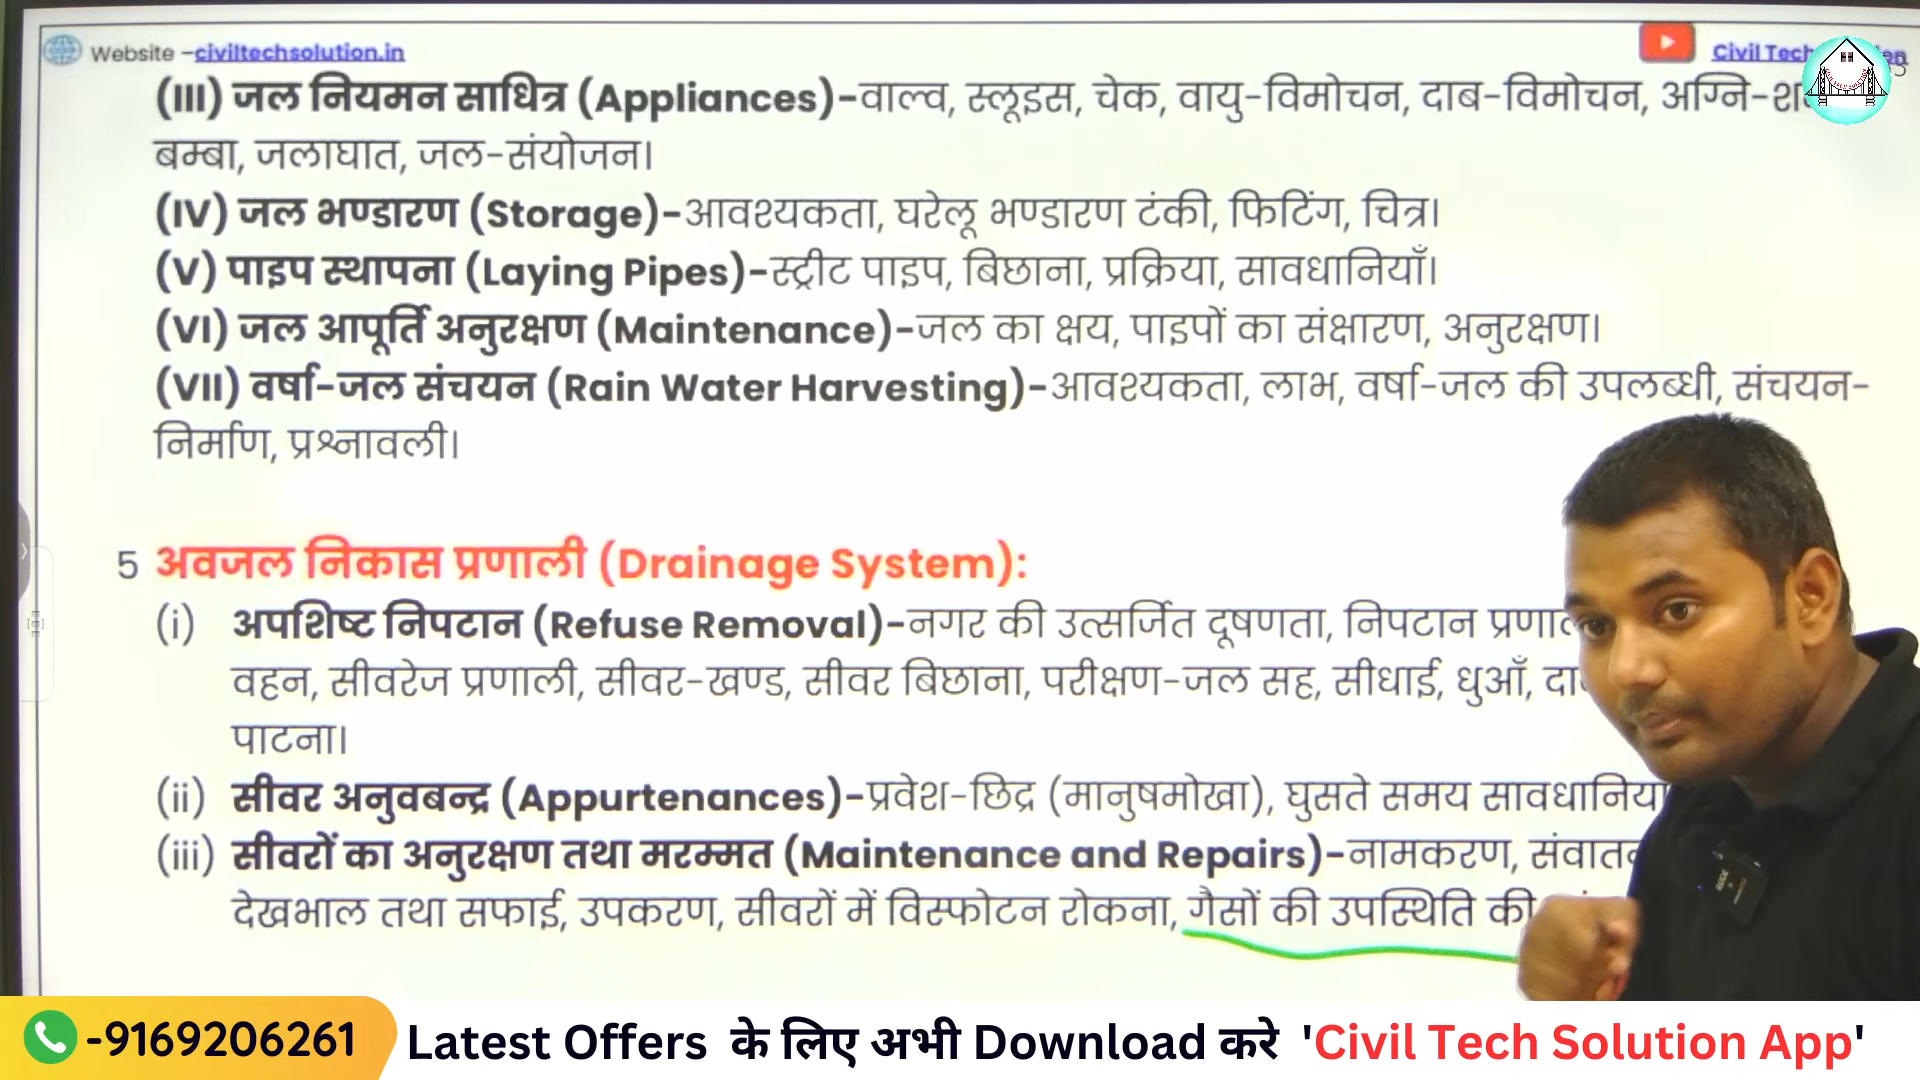 Website –civiltechsolution.in
Civil Tech
(III) जल नियमन साधित्र (Appliances)–वाल्व, स्लूइस, चेक, वायु-विमोचन, दाब-विमोचन, अग्नि-
बम्बा, जलाघात, जल-संयोजन।
(IV) जल भण्डारण (Storage)–आवश्यकता, घरेलू भण्डारण टंकी, फिटिंग, चित्र।
(V) पाइप स्थापना (Laying Pipes)–स्ट्रीट पाइप, बिछाना, प्रक्रिया, सावधानियाँ।
(VI) जल आपूर्ति अनुरक्षण (Maintenance)–जल का क्षय, पाइपों का संक्षारण, अनुरक्षण।
(VII) वर्षा-जल संचयन (Rain Water Harvesting)–आवश्यकता, लाभ, वर्षा-जल की उपलब्धी, संचयन-
निर्माण, प्रश्नावली।
5 अवजल निकास प्रणाली (Drainage System):
(i) अपशिष्ट निपटान (Refuse Removal)–नगर की उत्सर्जित दूषणता, निपटान
वहन, सीवरेज प्रणाली, सीवर-खण्ड, सीवर बिछाना, परीक्षण-जल सह, सीधाई, धुआँ,
पाटना।
(ii) सीवर अनुवबन्द्र (Appurtenances)–प्रवेश-छिद्र (मानुषमोखा), घुसते समय
(iii) सीवरों का अनुरक्षण तथा मरम्मत (Maintenance and Repairs)–नामकरण,
देखभाल तथा सफाई, उपकरण, सीवरों में विस्फोटन रोकना, गैसों की उपस्थिति की
-9169206261
Latest Offers के लिए अभी Download करे 'Civil Tech Solution App'